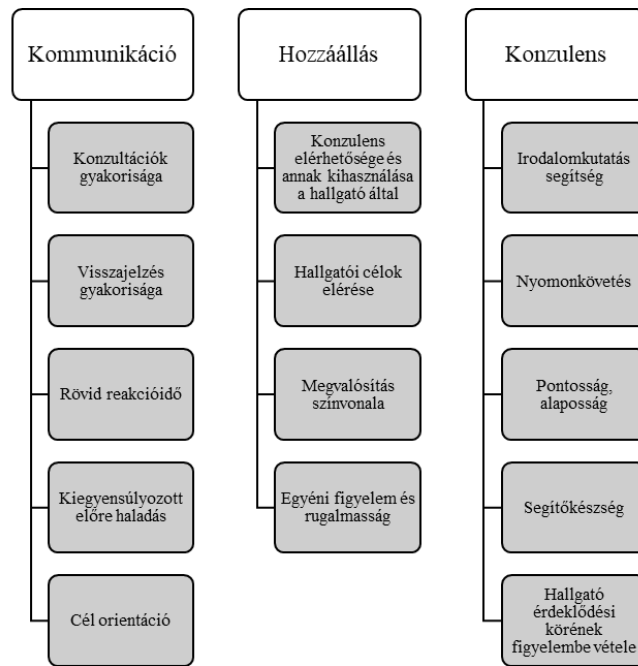 Kommunikáció
Konzultációk
gyakorisága
Visszajelzés
gyakorisága
Rövid reakcióidő
Kiegyensúlyozott
előre haladás
Cél orientáció
Hozzáállás
Konzulens
elérhetősége és
annak kihasználása
a hallgató által
Hallgatói célok
elérése
Megvalósítás
színvonala
Egyéni figyelem és
rugalmasság
Konzulens
Irodalomkutatás
segítség
Nyomonkövetés
Pontosság,
alaposság
Segítőkészség
Hallgató
érdeklődési
körének
figyelembe vétele